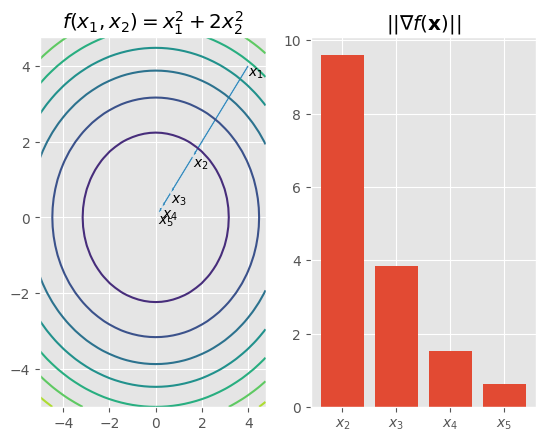 f(x₁, x₂) = x₁² + 2x₂²
4
2
0
−2
−4
−4 −2 0 2 4
x₁
x₂
x₃
x₄
x₅
||∇f(𝐱)||
10
8
6
4
2
0
x₂ x₃ x₄ x₅